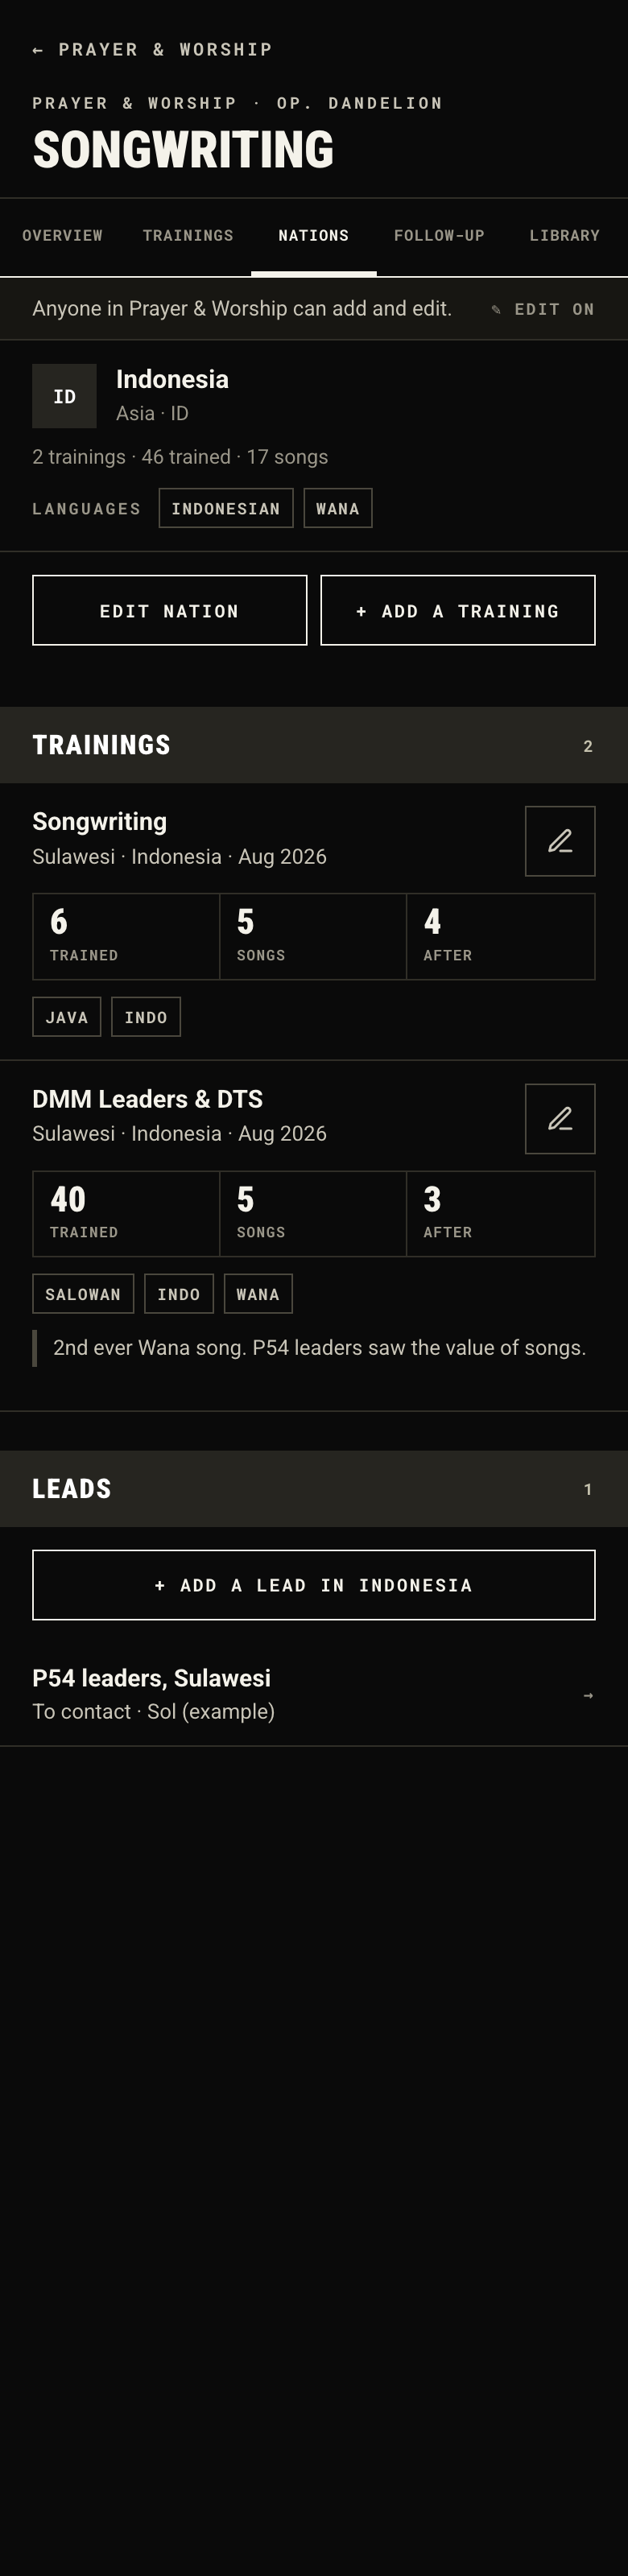 ← PRAYER & WORSHIP
PRAYER & WORSHIP · OP. DANDELION
SONGWRITING
OVERVIEW TRAININGS NATIONS FOLLOW-UP LIBRARY
Anyone in Prayer & Worship can add and edit. ✎ EDIT ON
ID
Indonesia
Asia · ID
2 trainings · 46 trained · 17 songs
LANGUAGES INDONESIAN WANA
EDIT NATION + ADD A TRAINING
TRAININGS 2
Songwriting
Sulawesi · Indonesia · Aug 2026
6 5 4
TRAINED SONGS AFTER
JAVA INDO
DMM Leaders & DTS
Sulawesi · Indonesia · Aug 2026
40 5 3
TRAINED SONGS AFTER
SALOWAN INDO WANA
2nd ever Wana song. P54 leaders saw the value of songs.
LEADS 1
+ ADD A LEAD IN INDONESIA
P54 leaders, Sulawesi
To contact · Sol (example) →